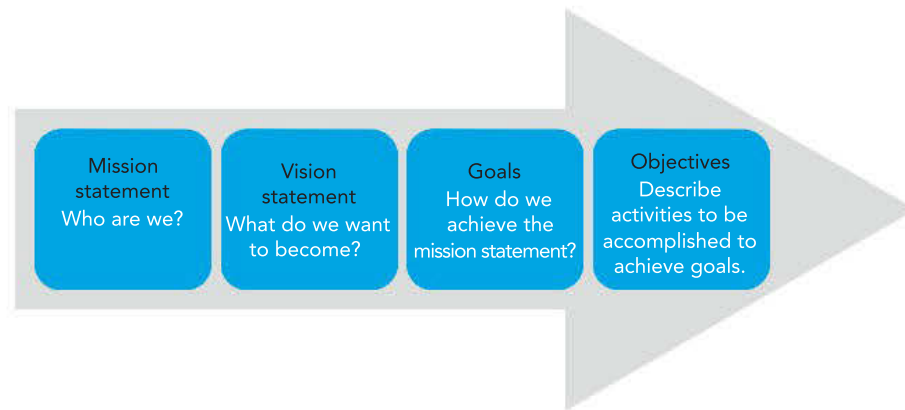 Mission
statement
Who are we?
Vision
statement
What do we want
to become?
Goals
How do we
achieve the
mission statement?
Objectives
Describe
activities to be
accomplished to
achieve goals.